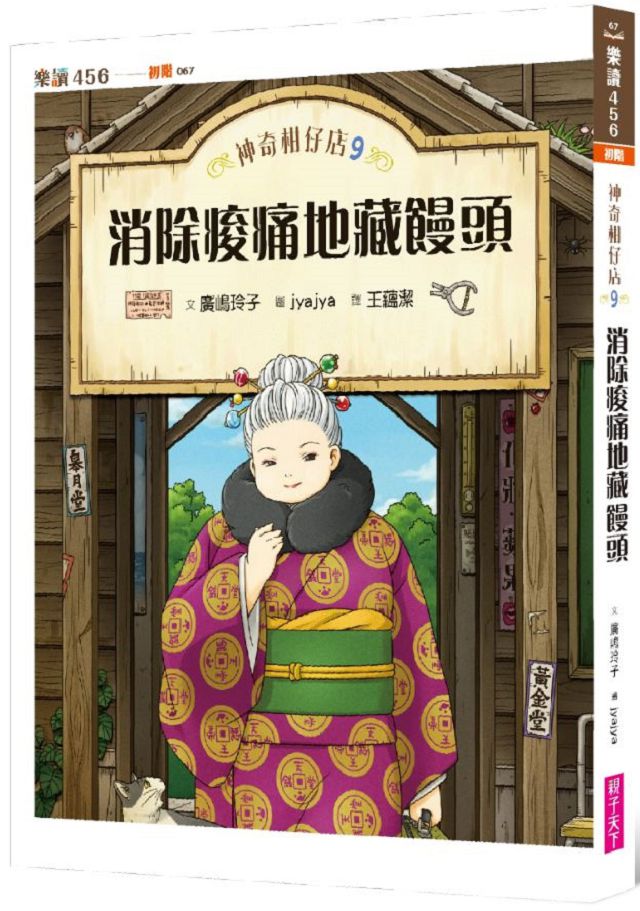 樂讀456 初階 067
神奇柑仔店9
消除痠痛地藏饅頭
文 廣嶋玲子 圖 jyajya 譯 王蘊潔
皐月堂
黃金堂
67
樂讀456
初階
神奇柑仔店
9
消除痠痛地藏饅頭
文 廣嶋玲子 圖 jyajya
親子天下